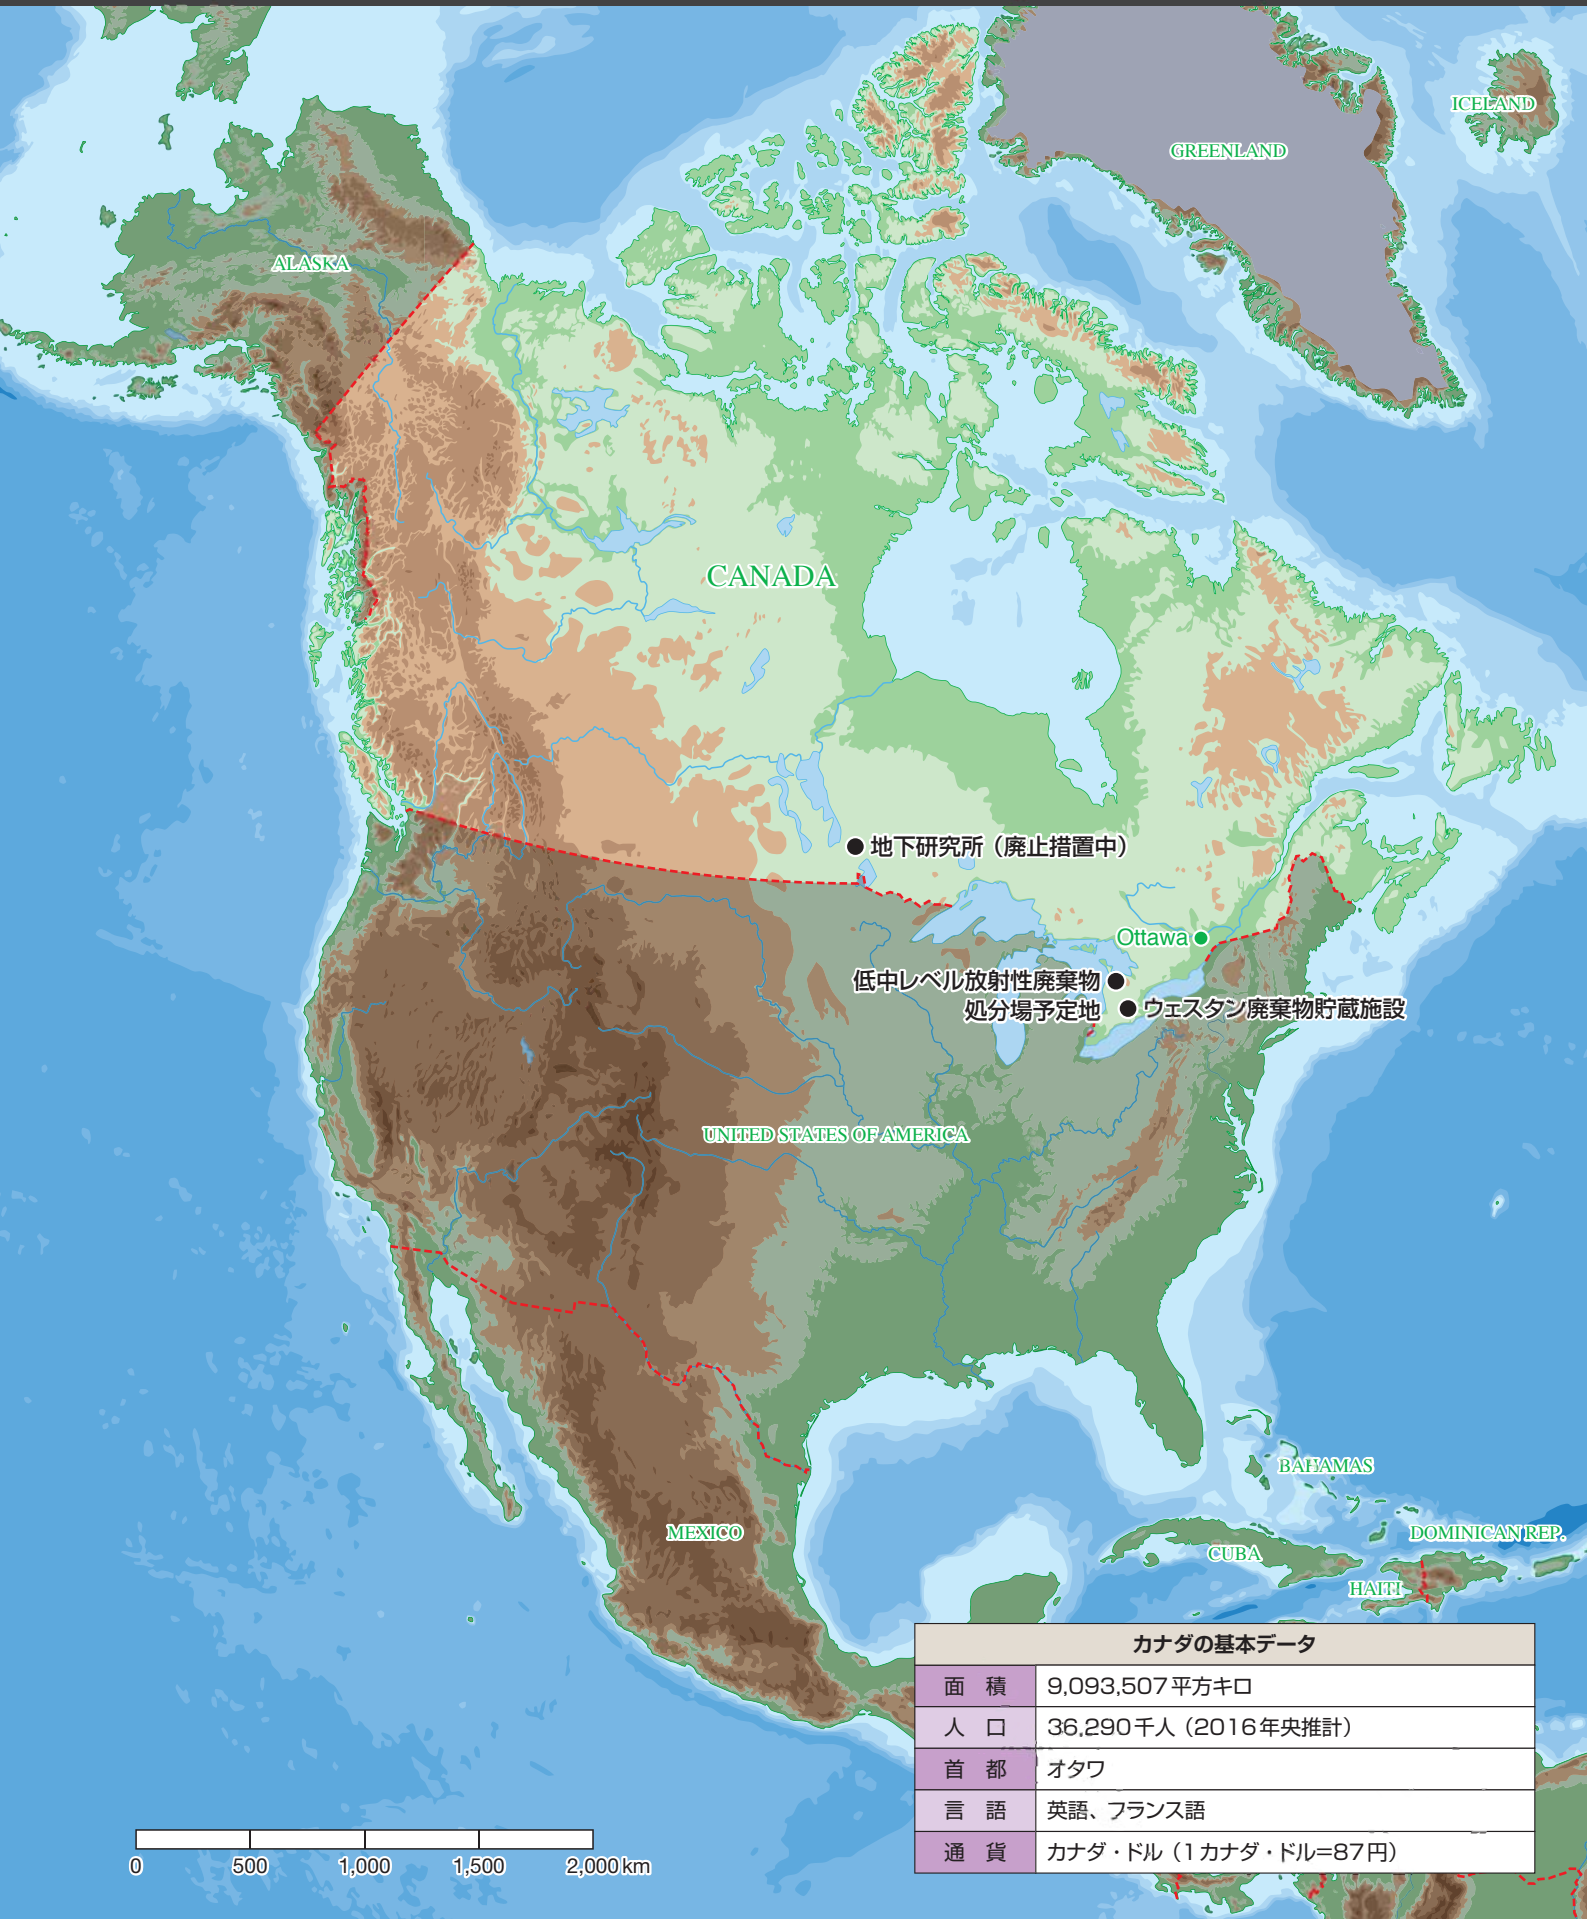 ICELAND
GREENLAND
ALASKA
CANADA
地下研究所（廃止措置中）
Ottawa
低中レベル放射性廃棄物
処分場予定地
ウェスタン廃棄物貯蔵施設
UNITED STATES OF AMERICA
BAHAMAS
MEXICO
DOMINICAN REP.
CUBA
HAITI
カナダの基本データ
面 積 9,093,507平方キロ
人 口 36,290千人（2016年央推計）
首 都 オタワ
言 語 英語、フランス語
通 貨 カナダ・ドル（1カナダ・ドル=87円）
0 500 1,000 1,500 2,000km